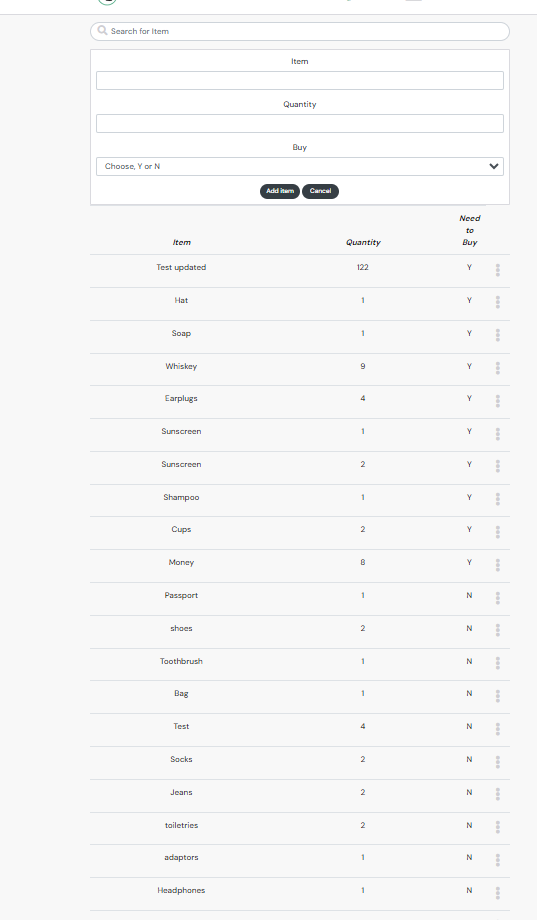 Search for Item
Item
Quantity
Buy
Choose, Y or N
Add item Cancel
Item Quantity Need to Buy
Test updated 122 Y
Hat 1 Y
Soap 1 Y
Whiskey 9 Y
Earplugs 4 Y
Sunscreen 1 Y
Sunscreen 2 Y
Shampoo 1 Y
Cups 2 Y
Money 8 Y
Passport 1 N
shoes 2 N
Toothbrush 1 N
Bag 1 N
Test 4 N
Socks 2 N
Jeans 2 N
toiletries 2 N
adaptors 1 N
Headphones 1 N